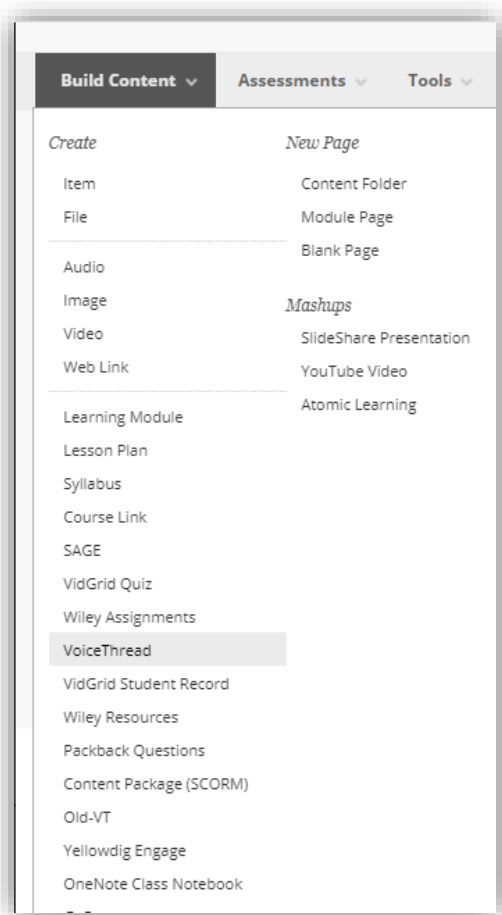 Build Content
Assessments
Tools
Create
Item
File
Audio
Image
Video
Web Link
Learning Module
Lesson Plan
Syllabus
Course Link
SAGE
VidGrid Quiz
Wiley Assignments
VoiceThread
VidGrid Student Record
Wiley Resources
Packback Questions
Content Package (SCORM)
Old-VT
Yellowdig Engage
OneNote Class Notebook
New Page
Content Folder
Module Page
Blank Page
Mashups
SlideShare Presentation
YouTube Video
Atomic Learning